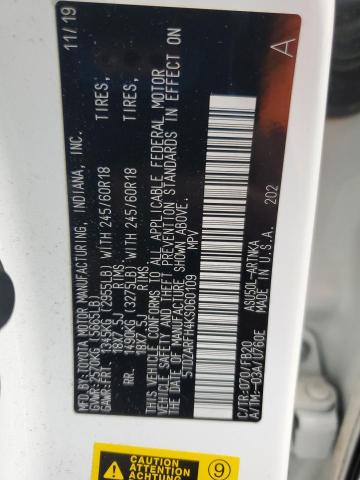 MFD.BY:TOYOTA MOTOR MANUFACTURING, INDIANA, INC. 11/19
GVWR:2570KG(5665LB)
GAWR:FRT. 1345KG (2955LB) WITH 245/60R18 TIRES,
18X7.5J RIMS
RR. 1490KG (3275LB) WITH 245/60R18 TIRES,
18X7.5J RIMS
THIS VEHICLE CONFORMS TO ALL APPLICABLE FEDERAL MOTOR
VEHICLE SAFETY AND THEFT PREVENTION STANDARDS IN EFFECT ON
THE DATE OF MANUFACTURE SHOWN ABOVE.
MPV
202 A
C/TR:070/FB20 ASU50L-ARTNKA
A/TM:-03A/U760E MADE IN U.S.A.
CAUTION
ATTENTION
ACHTUNG
9